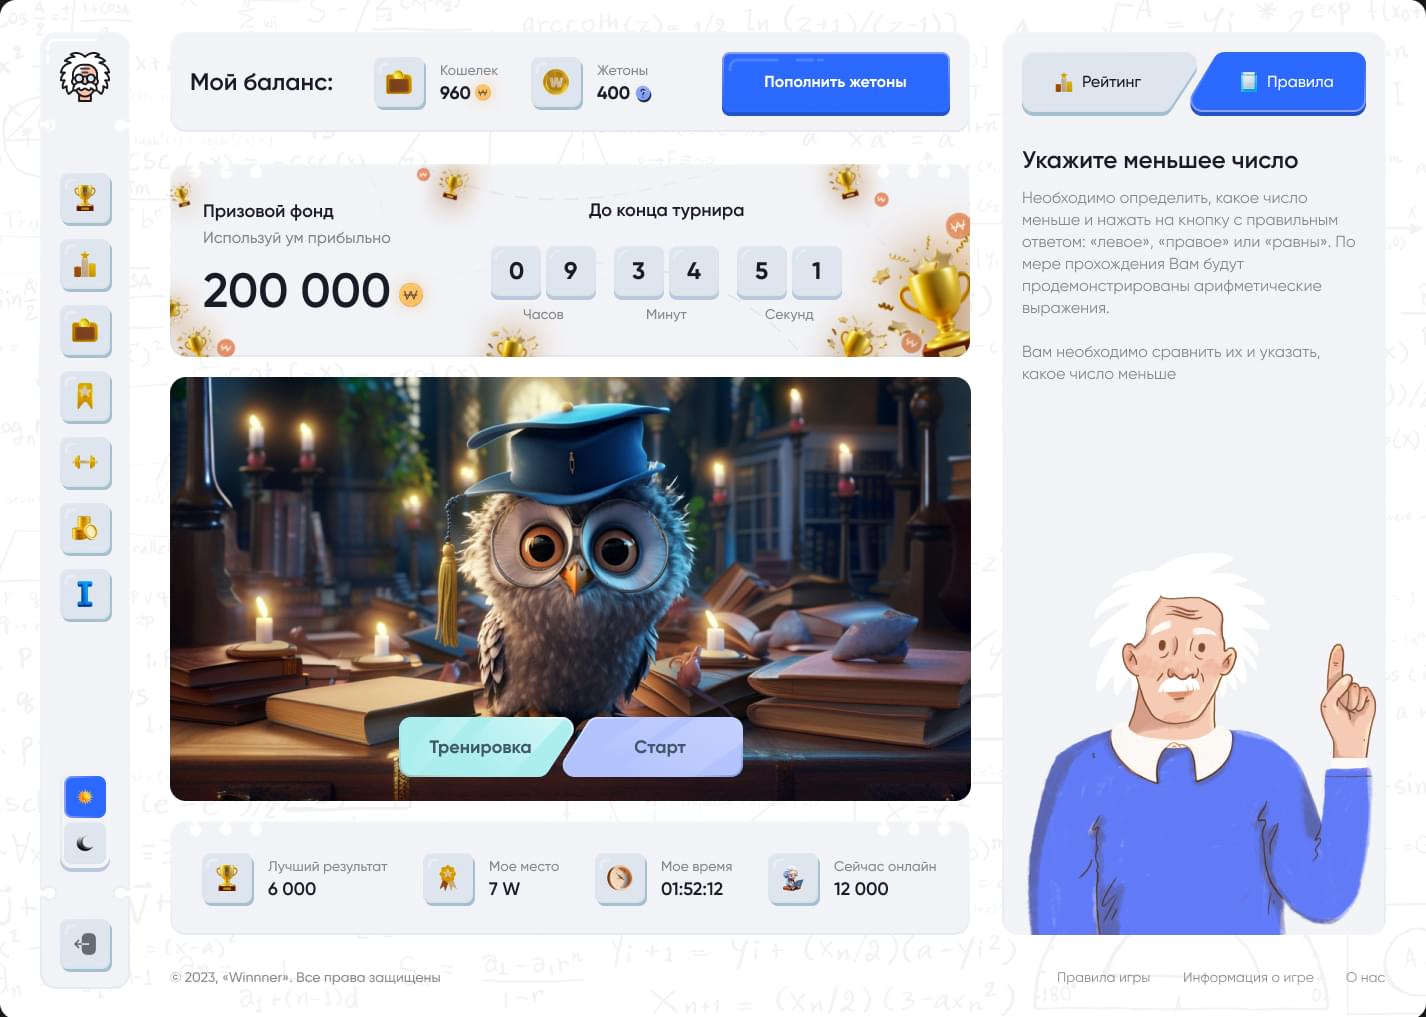 Мой баланс:
Кошелек
960
Жетоны
400
Пополнить жетоны
Рейтинг
Правила
Призовой фонд
Используй ум прибыльно
200 000
До конца турнира
0 9 3 4 5 1
Часов Минут Секунд
Укажите меньшее число
Необходимо определить, какое число
меньше и нажать на кнопку с правильным
ответом: «левое», «правое» или «равны». По
мере прохождения Вам будут
продемонстрированы арифметические
выражения.
Вам необходимо сравнить их и указать,
какое число меньше
Тренировка
Старт
Лучший результат
6 000
Мое место
7 W
Мое время
01:52:12
Сейчас онлайн
12 000
© 2023, «Winnner». Все права защищены
Правила игры
Информация о игре
О нас